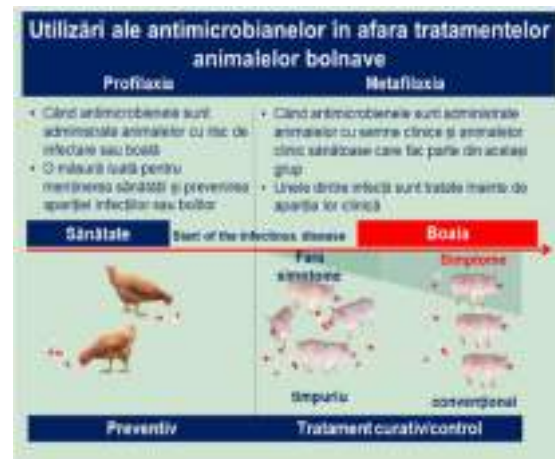 Utilizări ale antimicrobianelor în afara tratamentelor
animalelor bolnave
Profilaxia
Metafilaxia
• Când antimicrobienele sunt
administrate animalelor cu risc de
infectare sau boală
• O măsură luată pentru
menținerea sănătății și prevenirea
apariției infecțiilor sau bolilor
• Când antimicrobienele sunt administrate
animalelor cu semne clinice și animalelor
clinic sănătoase care fac parte din același
grup
• Unele dintre infecții sunt tratate înainte de
apariția lor clinică
Sănătate
Start of the infectious disease
Boala
Fara
simptome
Simptome
timpuriu
convențional
Preventiv
Tratament curativ/control